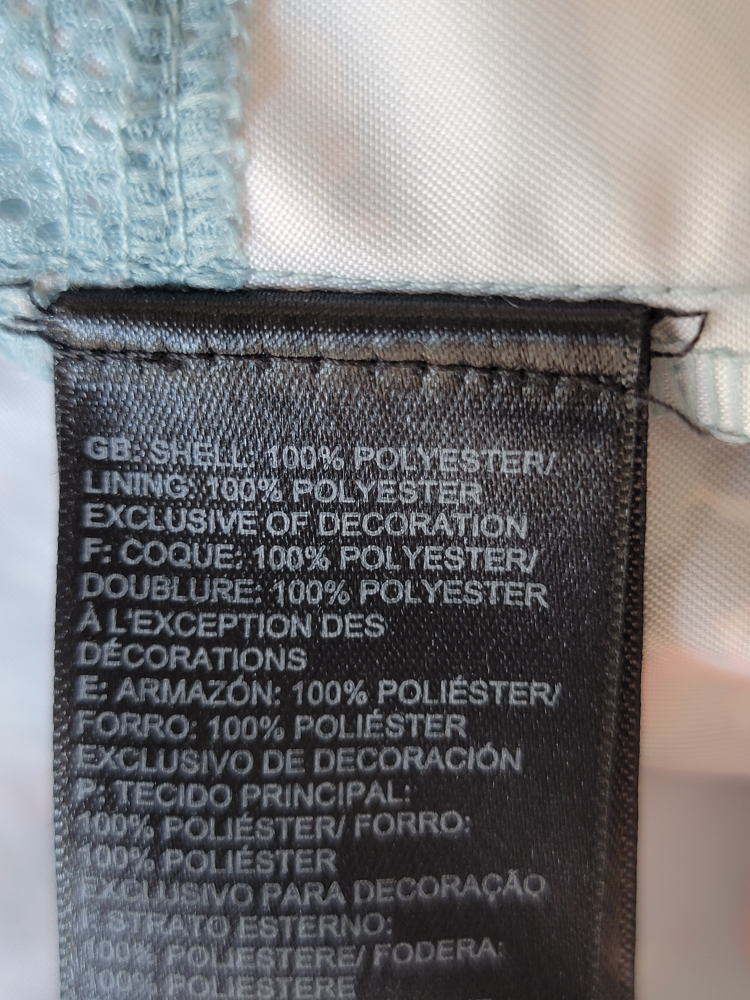 GB: SHELL: 100% POLYESTER/
LINING: 100% POLYESTER
EXCLUSIVE OF DECORATION
F: COQUE: 100% POLYESTER/
DOUBLURE: 100% POLYESTER
À L'EXCEPTION DES
DÉCORATIONS
E: ARMAZÓN: 100% POLIÉSTER/
FORRO: 100% POLIÉSTER
EXCLUSIVO DE DECORACIÓN
P: TECIDO PRINCIPAL:
100% POLIÉSTER/ FORRO:
100% POLIÉSTER
EXCLUSIVO PARA DECORAÇÃO
I: STRATO ESTERNO:
100% POLIESTERE/ FODERA:
100% POLIESTERE